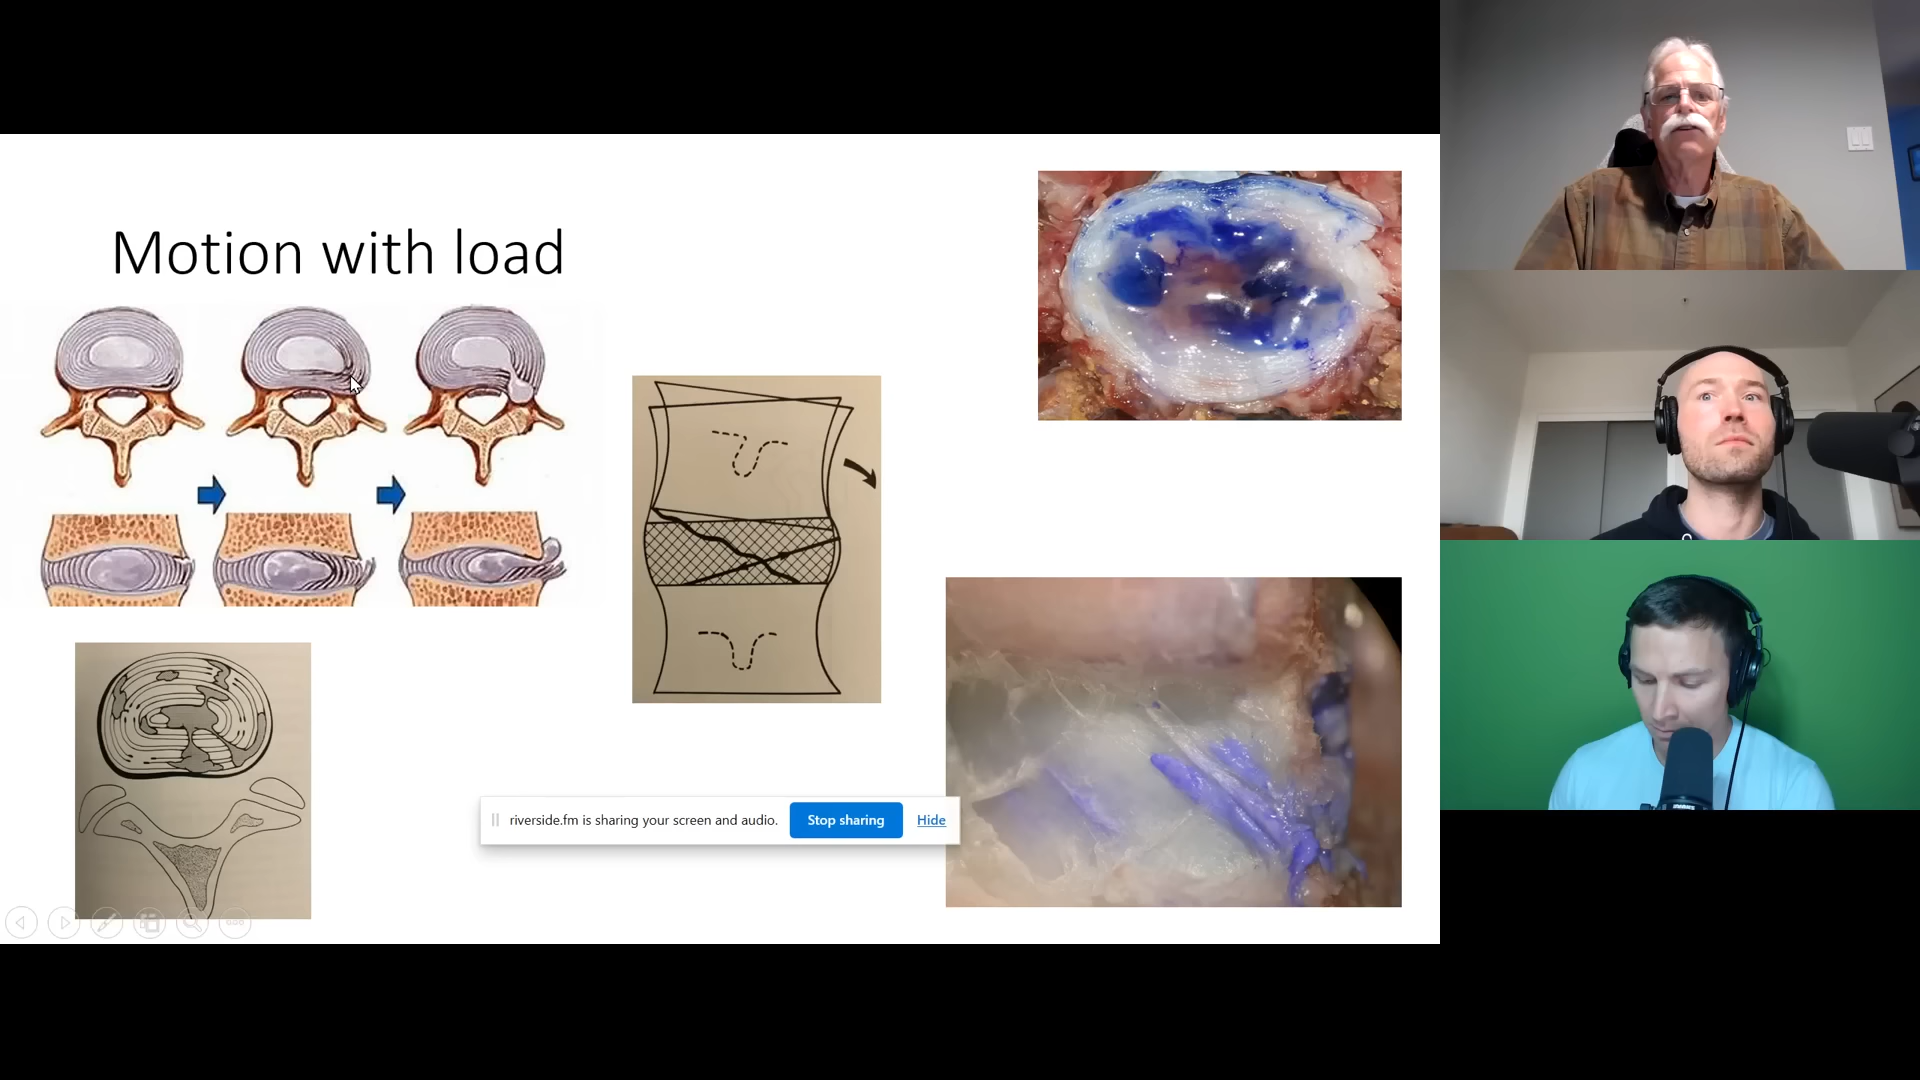 Motion with load
riverside.fm is sharing your screen and audio.
Stop sharing
Hide